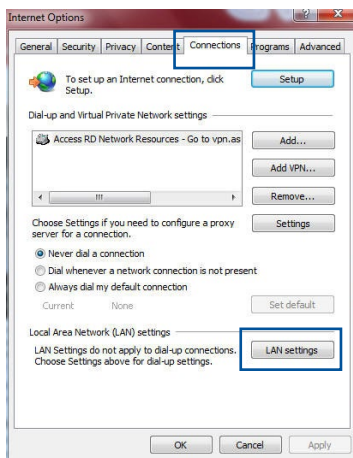 Internet Options
General Security Privacy Content Connections Programs Advanced
To set up an Internet connection, click
Setup.
Setup
Dial-up and Virtual Private Network settings
Access RD Network Resources - Go to vpn.as
Add...
Add VPN...
Remove...
Choose Settings if you need to configure a proxy
server for a connection.
Settings
Never dial a connection
Dial whenever a network connection is not present
Always dial my default connection
Current None
Set default
Local Area Network (LAN) settings
LAN Settings do not apply to dial-up connections.
Choose Settings above for dial-up settings.
LAN settings
OK Cancel Apply